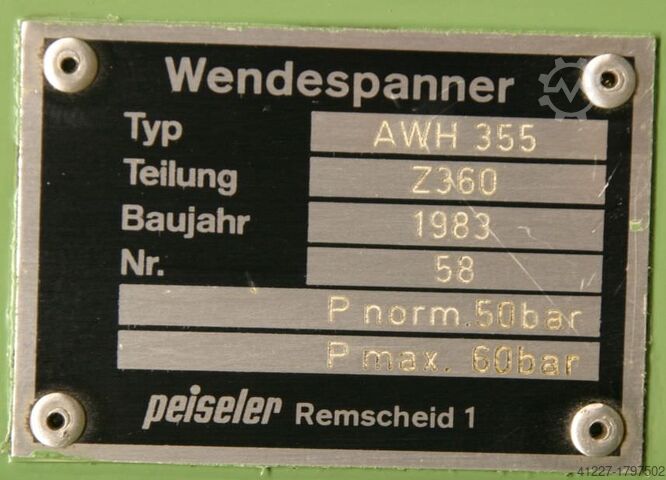 Wendespanner
Typ AWH 355
Teilung Z360
Baujahr 1983
Nr. 58
P norm. 50bar
P max. 60bar
peiseler Remscheid 1
41227-1797502